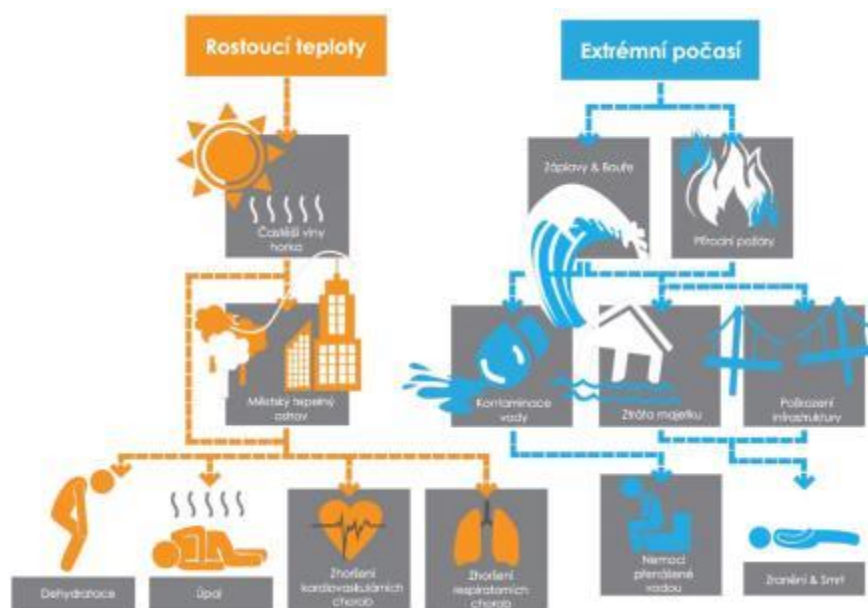 Rostoucí teploty
Extrémní počasí
Častější vlny
horka
Záplavy & Bouře
Přírodní požáry
Městský tepelný
ostrov
Kontaminace
vody
Ztráta majetku
Poškození
infrastruktury
Dehydratace
Úpal
Zhoršení
kardiovaskulárních
chorob
Zhoršení
respiratorních
chorob
Nemoci
přenášené
vodou
Zranění & Smrt